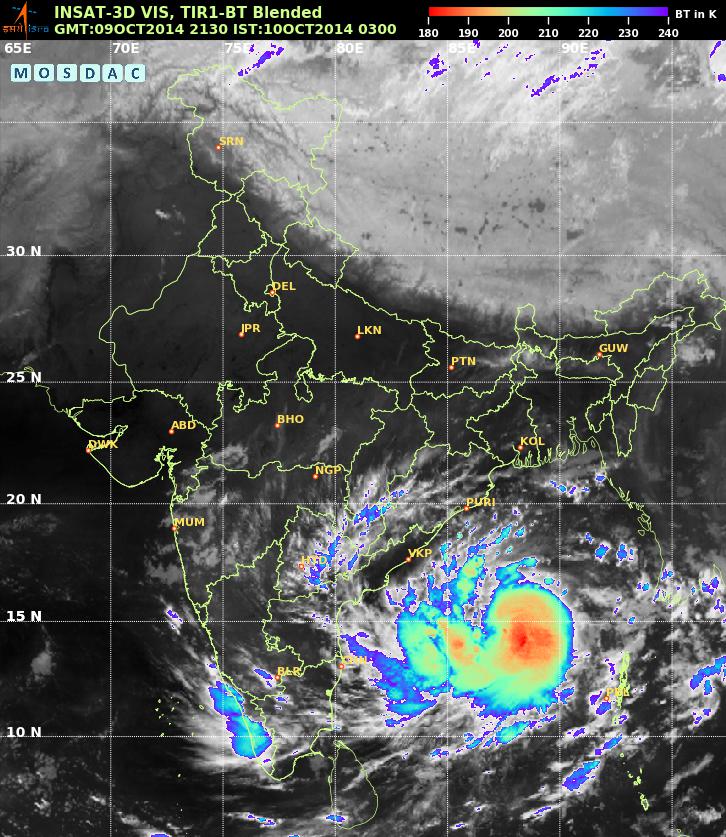 INSAT-3D VIS, TIR1-BT Blended
GMT:09OCT2014 2130 IST:10OCT2014 0300
BT in K
180 190 200 210 220 230 240
65E 70E 75E 80E 85E 90E
MOSDAC
SRN
30 N
DEL
JPR LKN
GUW
PTN
25 N
BHO
ABD
KOL
DWK
NGP
20 N
PURI
MUM
VKP
HYD
15 N
BLR
PBL
10 N